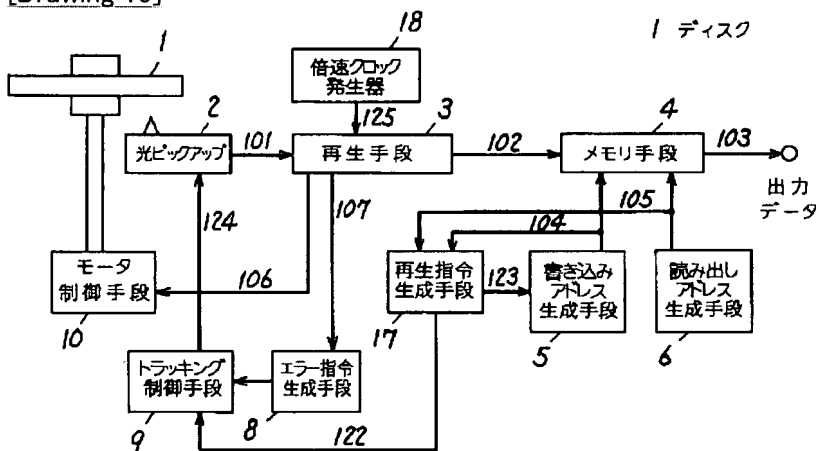 [Drawing 10]
1 ディスク
1
18
倍速クロック
発生器
125
2
光ピックアップ
101
3
再生手段
102
4
メモリ手段
103
出力
データ
107
105
104
124
106
モータ
制御手段
10
再生指令
生成手段
17
123
書き込み
アドレス
生成手段
5
読み出し
アドレス
生成手段
6
トラッキング
制御手段
9
エラー指令
生成手段
8
122